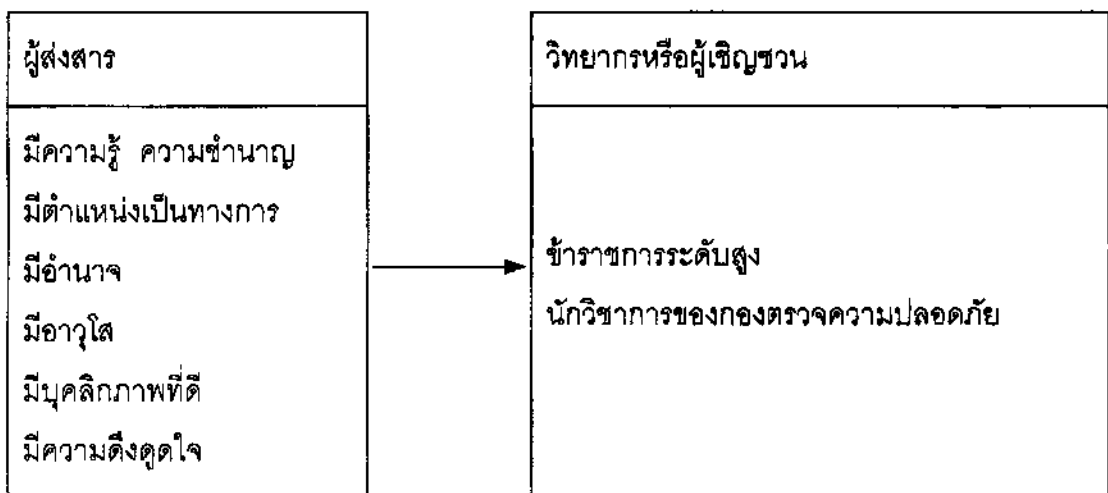 ผู้ส่งสาร
มีความรู้ ความชำนาญ
มีตำแหน่งเป็นทางการ
มีอำนาจ
มีอาวุโส
มีบุคลิกภาพที่ดี
มีความดึงดูดใจ
วิทยากรหรือผู้เชิญชวน
ข้าราชการระดับสูง
นักวิชาการของกองตรวจความปลอดภัย